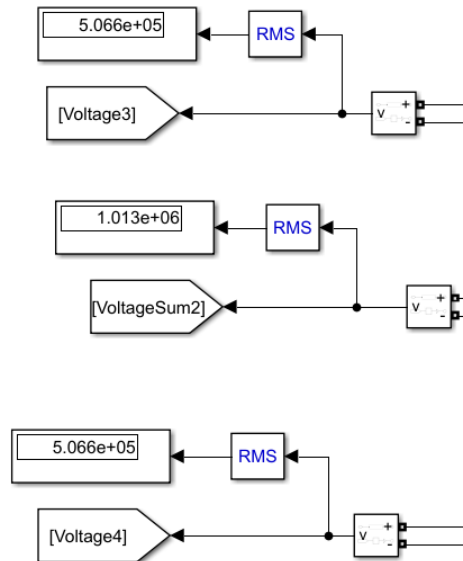 5.066e+05
RMS
[Voltage3]
v
+
-
1.013e+06
RMS
[VoltageSum2]
v
+
-
5.066e+05
RMS
[Voltage4]
v
+
-